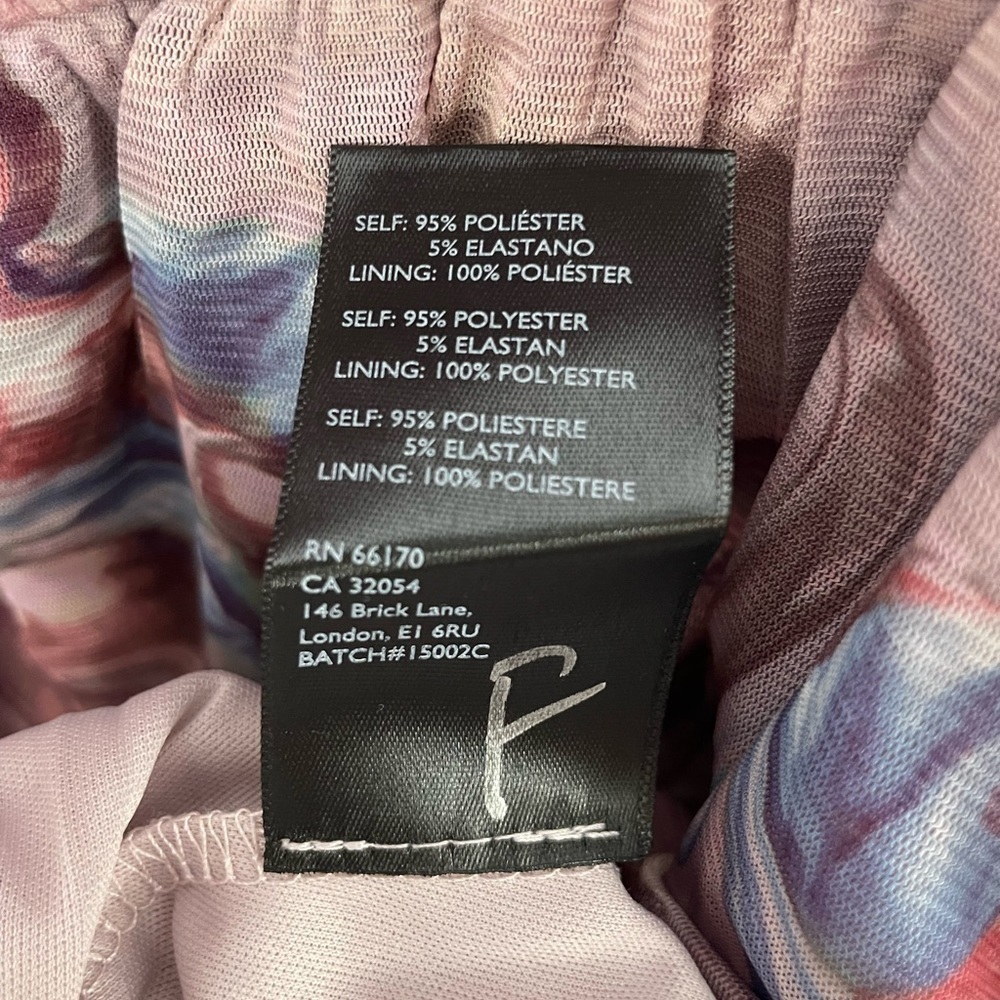 SELF: 95% POLIÉSTER
5% ELASTANO
LINING: 100% POLIÉSTER
SELF: 95% POLYESTER
5% ELASTAN
LINING: 100% POLYESTER
SELF: 95% POLIESTERE
5% ELASTAN
LINING: 100% POLIESTERE
RN 66170
CA 32054
146 Brick Lane,
London, E1 6RU
BATCH#15002C
F